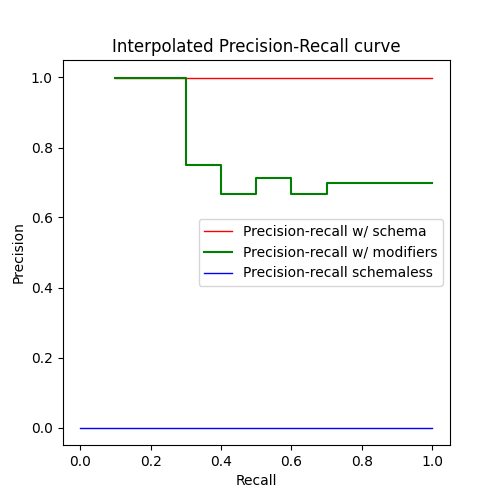 Interpolated Precision-Recall curve
1.0
0.8
0.6
0.4
0.2
0.0
Precision
Precision-recall w/ schema
Precision-recall w/ modifiers
Precision-recall schemaless
0.0 0.2 0.4 0.6 0.8 1.0
Recall